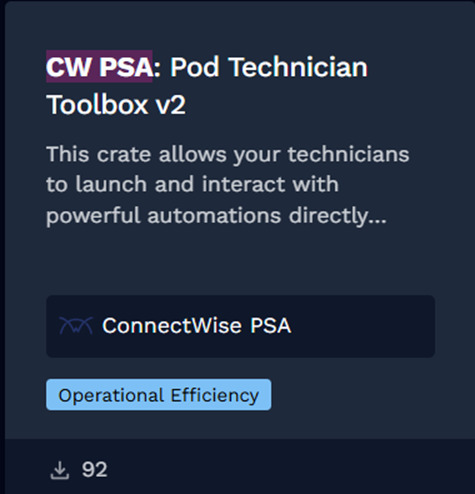 CW PSA: Pod Technician
Toolbox v2
This crate allows your technicians
to launch and interact with
powerful automations directly...
ConnectWise PSA
Operational Efficiency
92